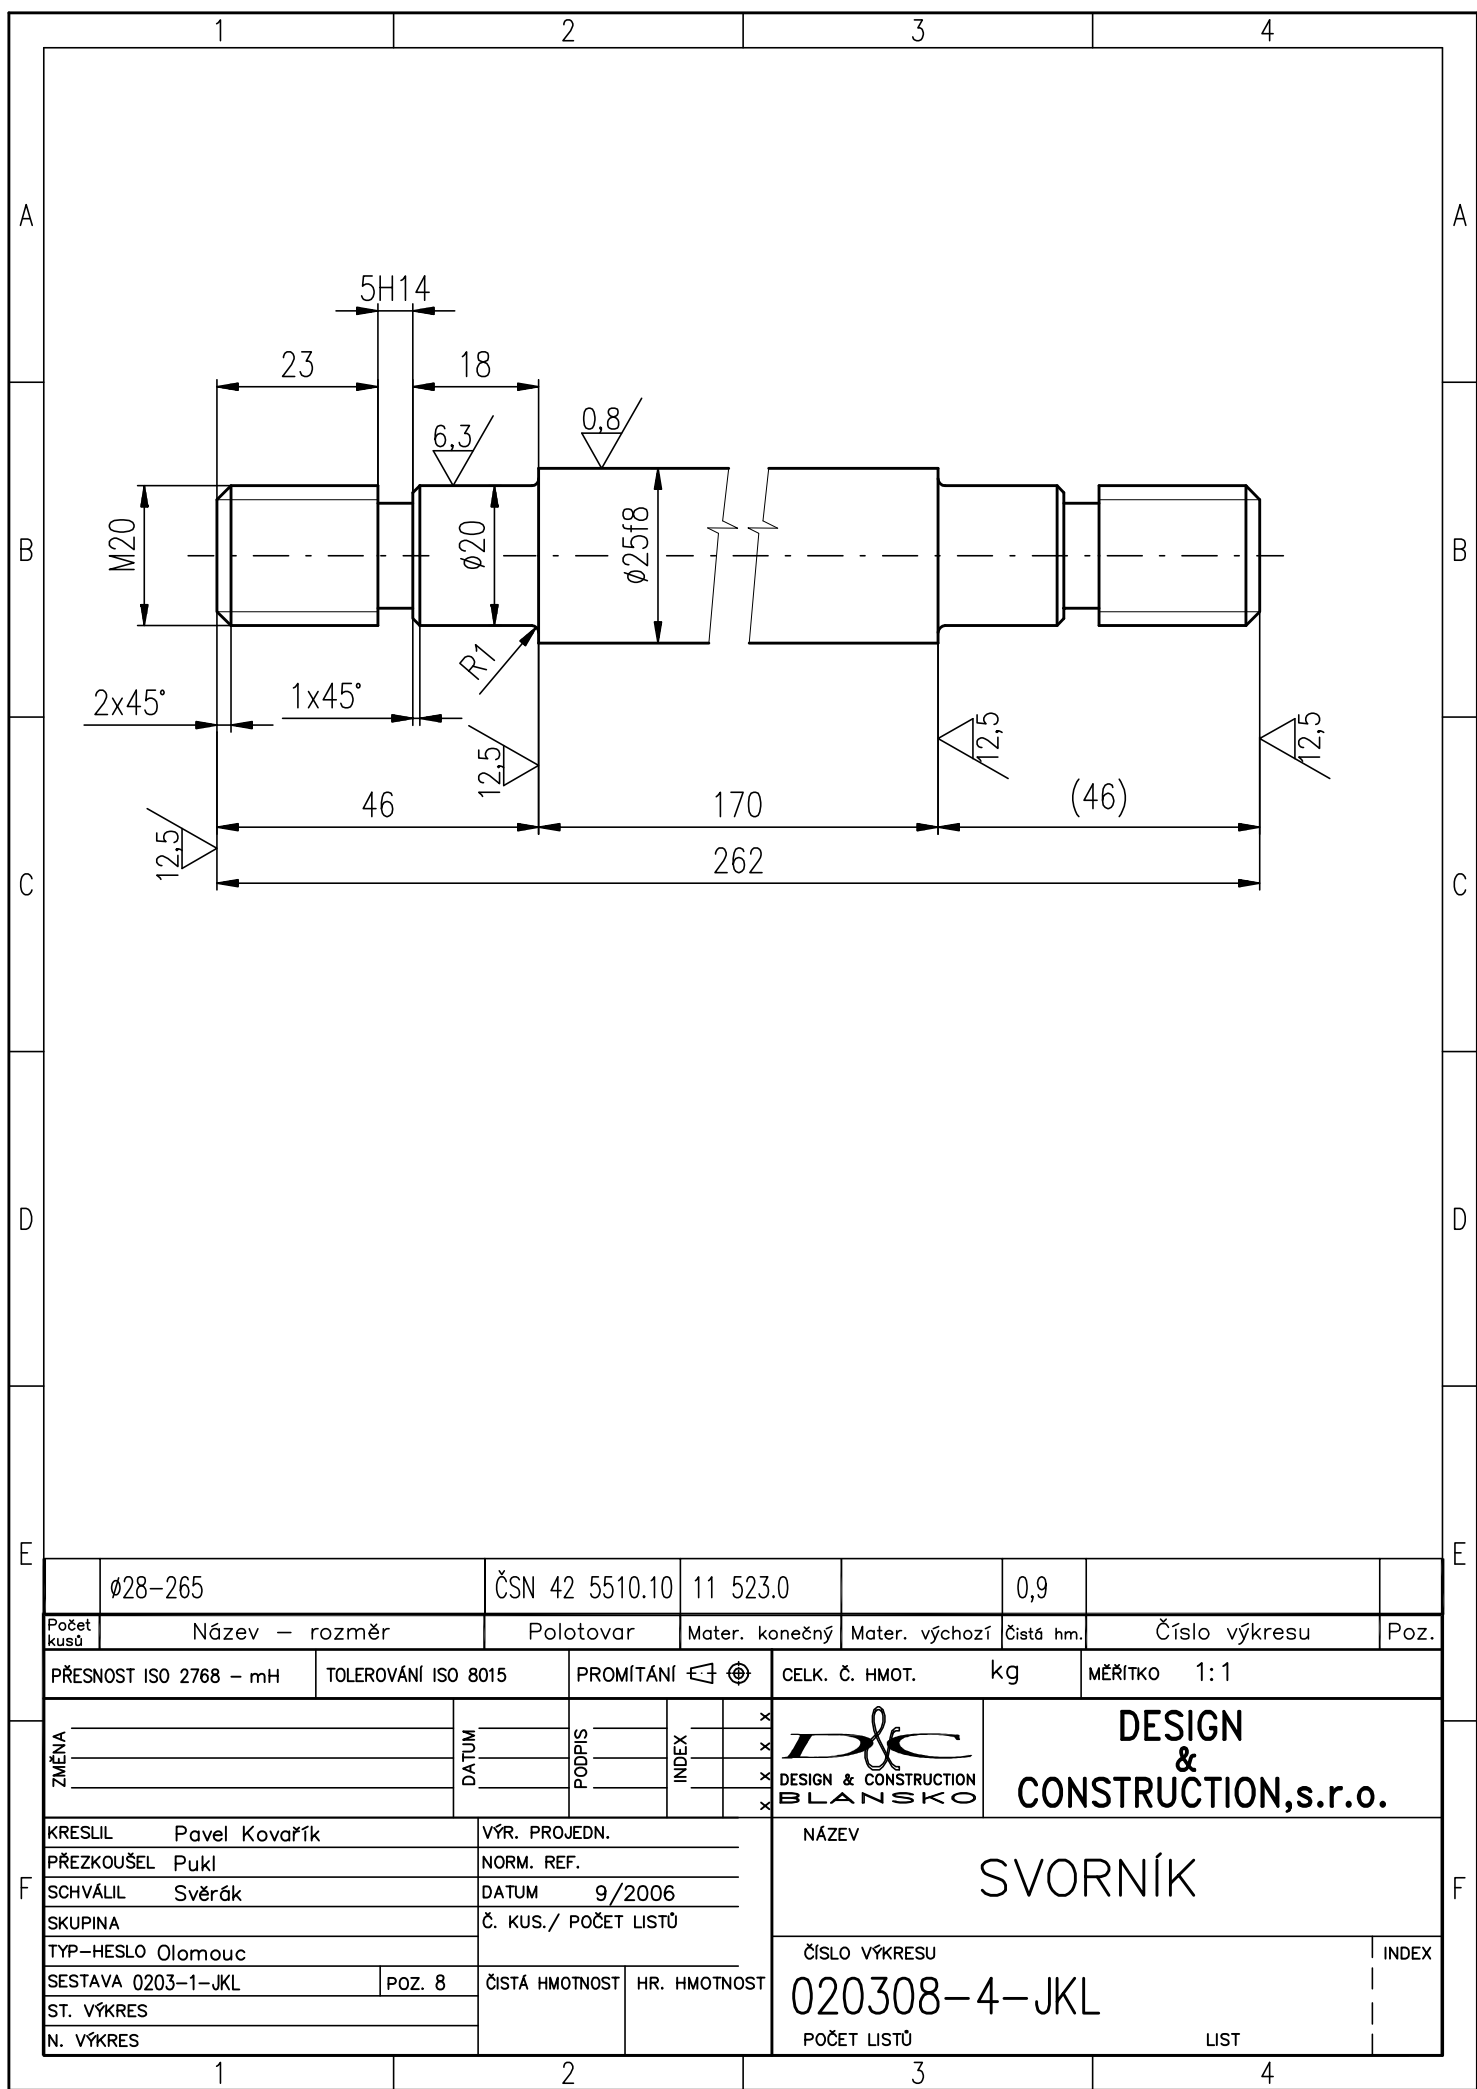 1 2 3 4
A A
5H14
23 18
6,3 0,8
M20 ø20 ø25f8
B B
R1
2x45° 1x45°
12,5 12,5 12,5
46 170 (46)
12,5
262
C C
D D
E E
ø28-265 ČSN 42 5510.10 11 523.0 0,9
Počet kusů Název – rozměr Polotovar Mater. konečný Mater. výchozí Čistá hm. Číslo výkresu Poz.
PŘESNOST ISO 2768 – mH TOLEROVÁNÍ ISO 8015 PROMÍTÁNÍ CELK. Č. HMOT. kg MĚŘÍTKO 1:1
ZMĚNA DATUM PODPIS INDEX x x x x
D&C
DESIGN & CONSTRUCTION
BLANSKO
DESIGN
&
CONSTRUCTION,s.r.o.
KRESLIL Pavel Kovařík VÝR. PROJEDN.
PŘEZKOUŠEL Pukl NORM. REF.
SCHVÁLIL Svěrák DATUM 9/2006
SKUPINA Č. KUS./ POČET LISTŮ
TYP-HESLO Olomouc
SESTAVA 0203-1-JKL POZ. 8 ČISTÁ HMOTNOST HR. HMOTNOST
ST. VÝKRES
N. VÝKRES
NÁZEV
SVORNÍK
ČÍSLO VÝKRESU INDEX
020308-4-JKL
POČET LISTŮ LIST
F F
1 2 3 4